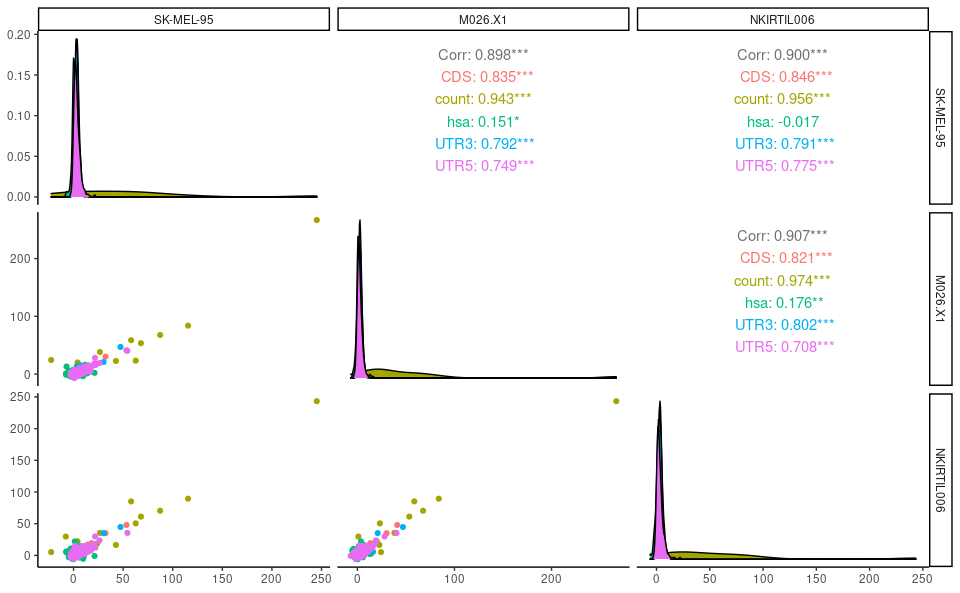 SK-MEL-95
M026.X1
NKIRTIL006
0.20
0.15
0.10
0.05
0.00
Corr: 0.898***
CDS: 0.835***
count: 0.943***
hsa: 0.151*
UTR3: 0.792***
UTR5: 0.749***
Corr: 0.900***
CDS: 0.846***
count: 0.956***
hsa: -0.017
UTR3: 0.791***
UTR5: 0.775***
SK-MEL-95
200
100
0
Corr: 0.907***
CDS: 0.821***
count: 0.974***
hsa: 0.176**
UTR3: 0.802***
UTR5: 0.708***
M026.X1
250
200
150
100
50
0
NKIRTIL006
0 50 100 150 200 250
0 100 200
0 50 100 150 200 250